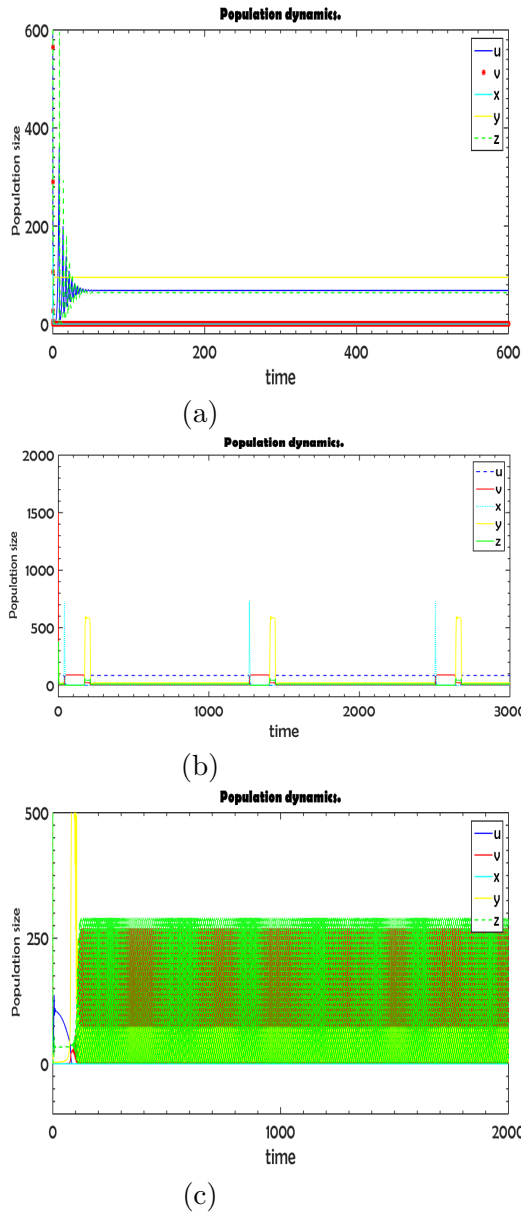 Population dynamics.
600
400
200
0
Population size
0
200
400
600
time
u
v
x
y
z
(a)
Population dynamics.
2000
1500
1000
500
0
Population size
0
1000
2000
3000
time
u
v
x
y
z
(b)
Population dynamics.
500
250
0
Population size
0
1000
2000
time
u
v
x
y
z
(c)